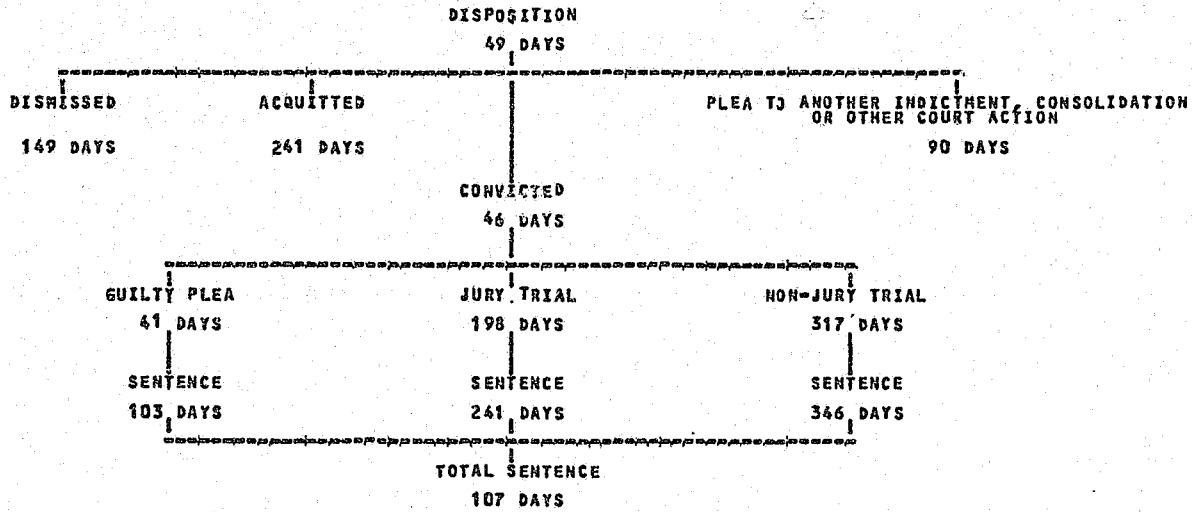 DISPOSITION
49 DAYS
DISMISSED ACQUITTED PLEA TO ANOTHER INDICTMENT, CONSOLIDATION
OR OTHER COURT ACTION
149 DAYS 241 DAYS 90 DAYS
CONVICTED
46 DAYS
GUILTY PLEA JURY TRIAL NON-JURY TRIAL
41 DAYS 198 DAYS 317 DAYS
SENTENCE SENTENCE SENTENCE
103 DAYS 241 DAYS 346 DAYS
TOTAL SENTENCE
107 DAYS